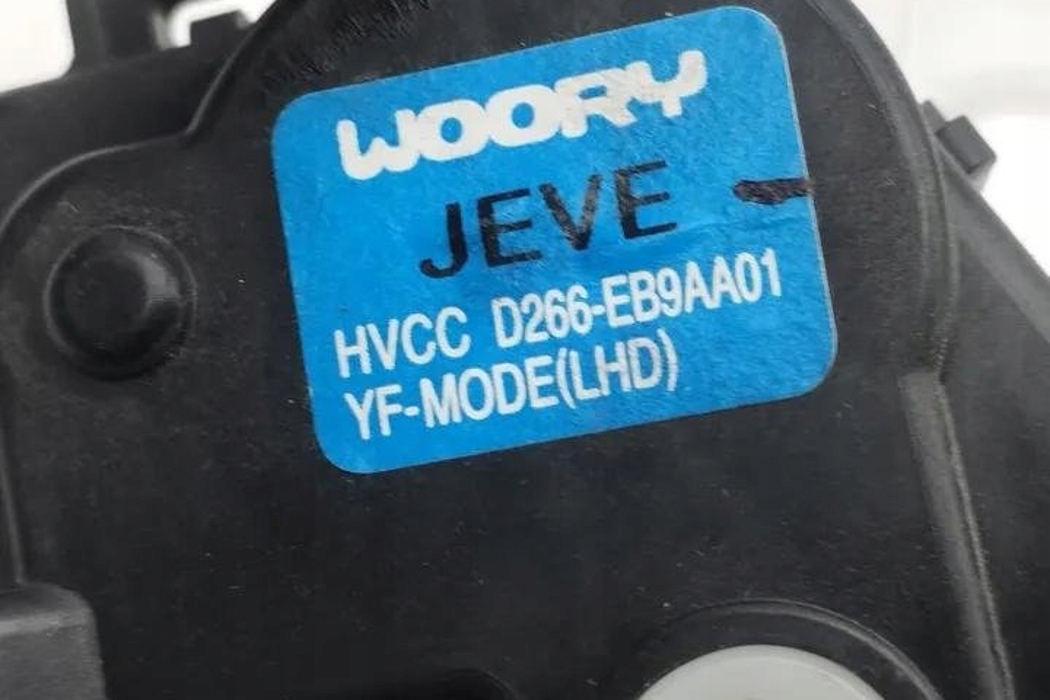 WOORY
JEVE
HVCC D266-EB9AA01
YF-MODE(LHD)